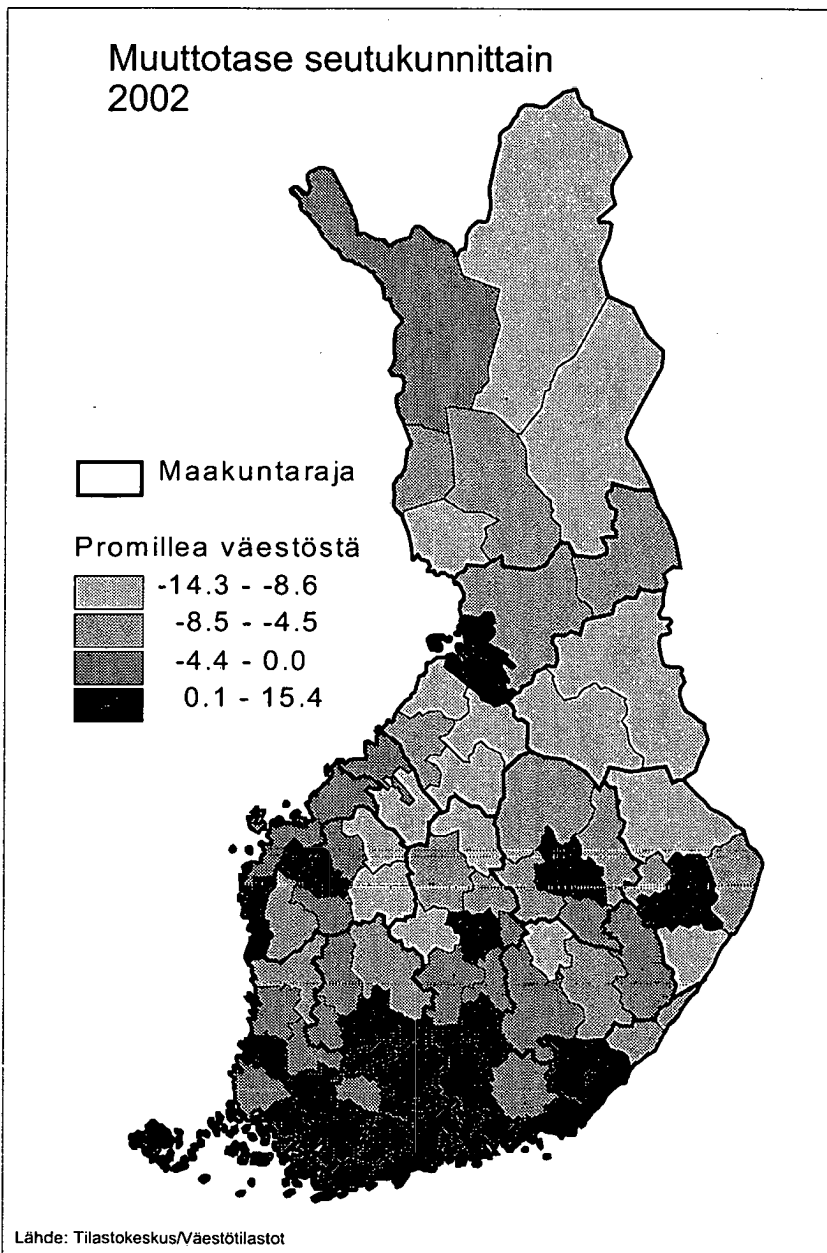 Muuttotase seutukunnittain
2002
Maakuntaraja
Promillea väestöstä
-14.3 - -8.6
-8.5 - -4.5
-4.4 - 0.0
0.1 - 15.4
Lähde: Tilastokeskus/Väestötilastot